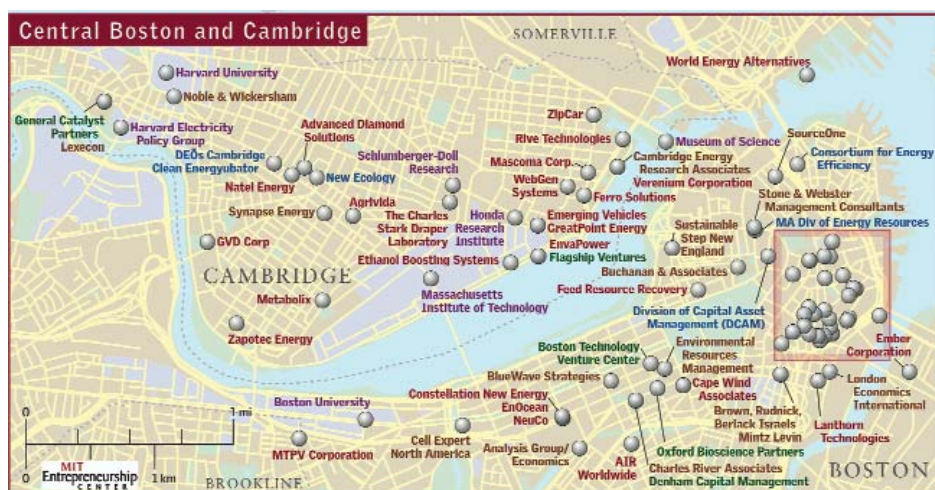 Central Boston and Cambridge
SOMERVILLE
World Energy Alternatives
Harvard University
Noble & Wickersham
General Catalyst
Partners
Lexecon
Harvard Electricity
Policy Group
Advanced Diamond
Solutions
ZipCar
Rive Technologies
Museum of Science
SourceOne
Consortium for Energy
Efficiency
DEÕs Cambridge
Clean Energyubator
Natel Energy
New Ecology
Schlumberger-Doll
Research
Mascoma Corp.
WebGen
Systems
Cambridge Energy
Research Associates
Verenium Corporation
Ferro Solutions
Stone & Webster
Management Consultants
MA Div of Energy Resources
Synapse Energy
Agrivida
The Charles
Stark Draper
Laboratory
Honda
Research
Institute
Emerging Vehicles
GreatPoint Energy
Sustainable
Step New
England
GVD Corp
CAMBRIDGE
Ethanol Boosting Systems
EnvaPower
Flagship Ventures
Buchanan & Associates
Massachusetts
Institute of Technology
Feed Resource Recovery
Metabolix
Zapotec Energy
Division of Capital Asset
Management (DCAM)
Ember
Corporation
Boston Technology
Venture Center
Environmental
Resources
Management
BlueWave Strategies
Cape Wind
Associates
London
Economics
International
Constellation New Energy
EnOcean
NeuCo
Brown, Rudnick,
Berlack Israels
Mintz Levin
Lanthorn
Technologies
0 1 mi
0 1 km
Boston University
MTPV Corporation
Cell Expert
North America
Analysis Group/
Economics
AIR
Worldwide
Oxford Bioscience Partners
Charles River Associates
Denham Capital Management
BOSTON
BROOKLINE
MIT
Entrepreneurship
CENTER